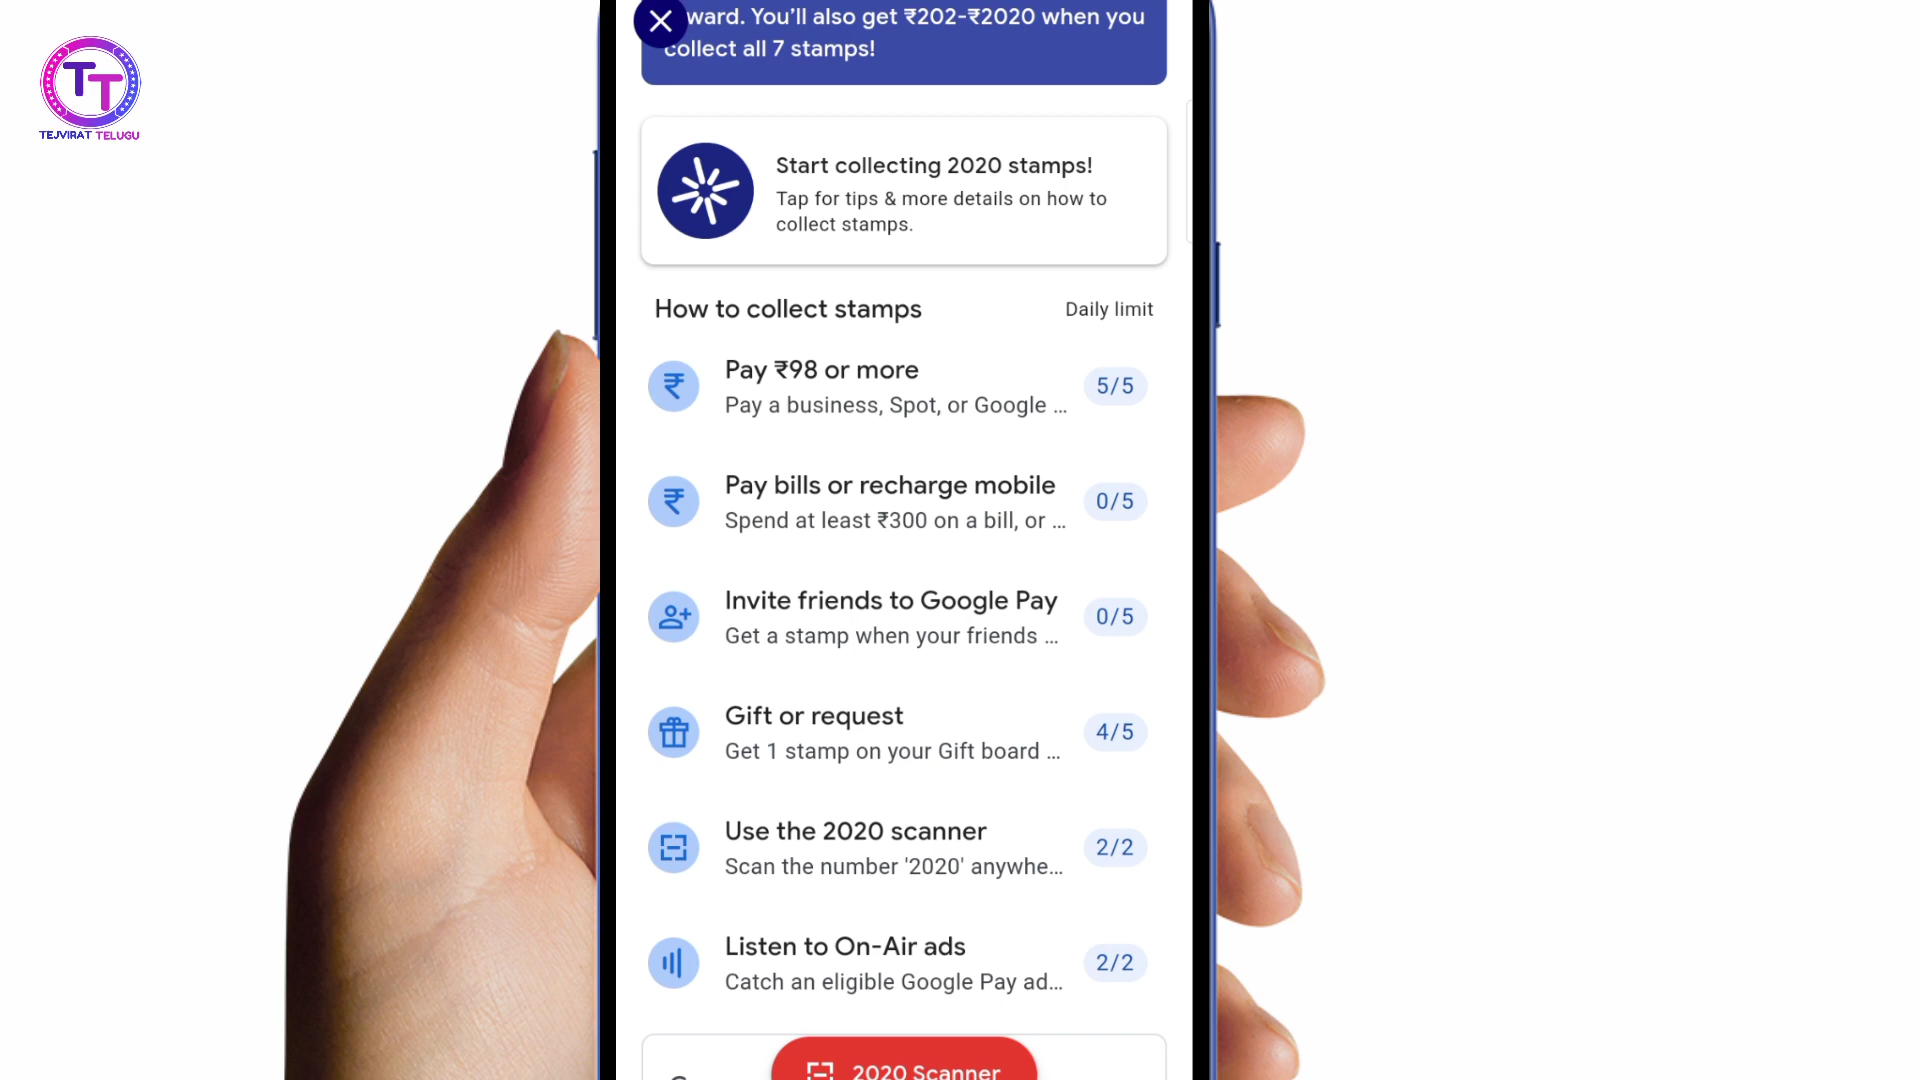 ward. You'll also get ₹202-₹2020 when you
collect all 7 stamps!
TT
TEJVIRAT TELUGU
Start collecting 2020 stamps!
Tap for tips & more details on how to
collect stamps.
How to collect stamps Daily limit
Pay ₹98 or more
Pay a business, Spot, or Google ...
5/5
Pay bills or recharge mobile
Spend at least ₹300 on a bill, or ...
0/5
Invite friends to Google Pay
Get a stamp when your friends ...
0/5
Gift or request
Get 1 stamp on your Gift board ...
4/5
Use the 2020 scanner
Scan the number '2020' anywhe...
2/2
Listen to On-Air ads
Catch an eligible Google Pay ad...
2/2
2020 Scanner